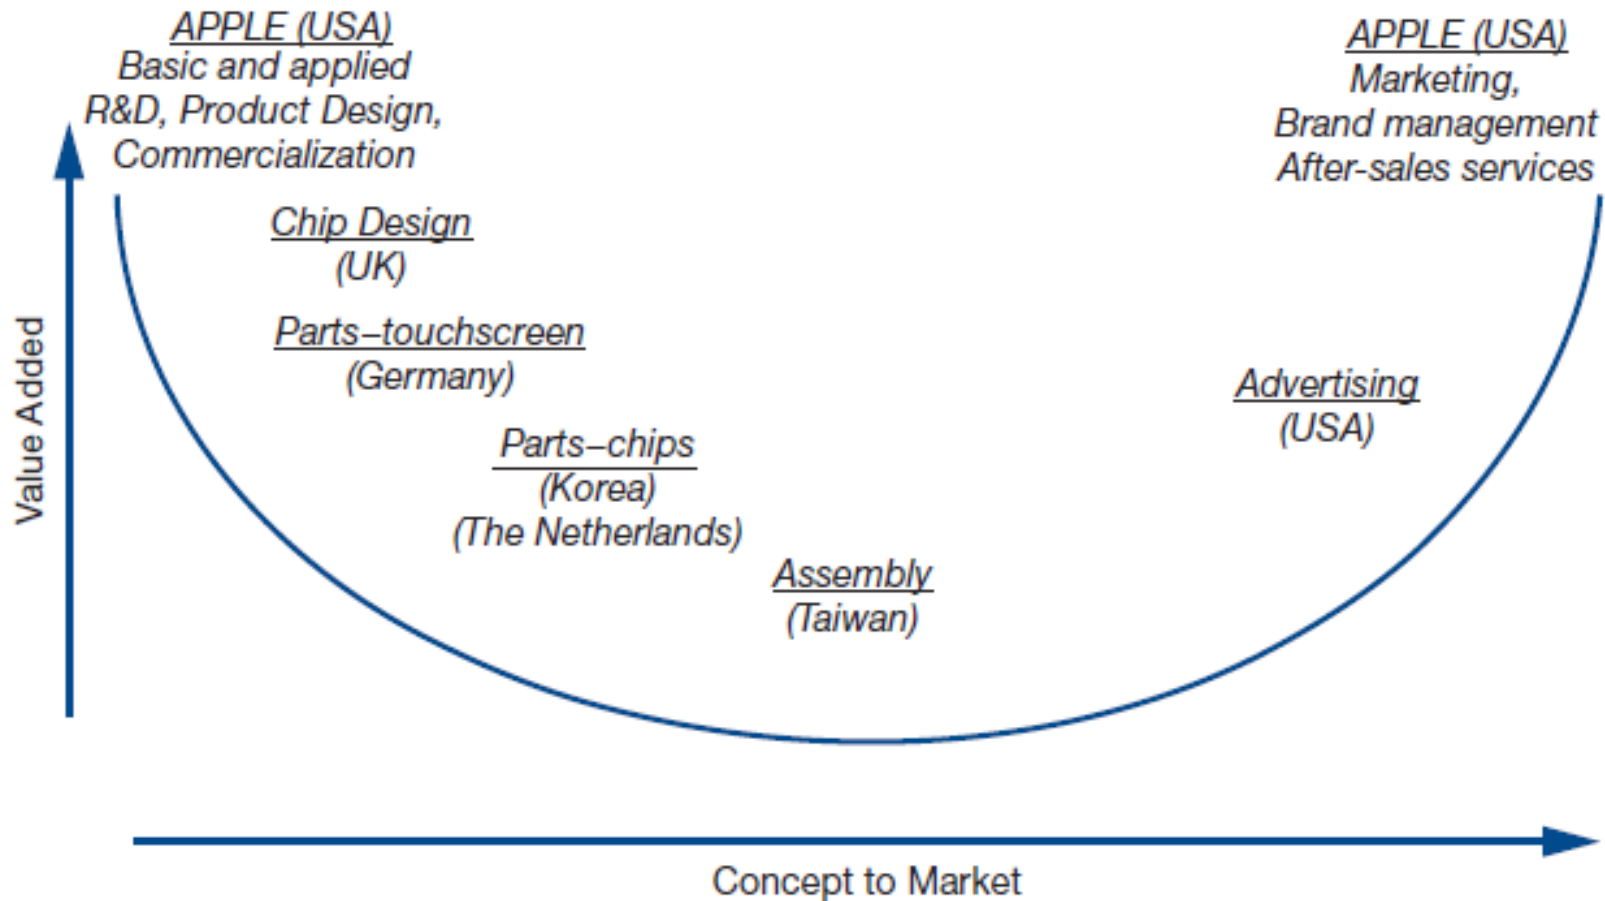 APPLE (USA)
Basic and applied
R&D, Product Design,
Commercialization
APPLE (USA)
Marketing,
Brand management
After-sales services
Chip Design
(UK)
Parts–touchscreen
(Germany)
Parts–chips
(Korea)
(The Netherlands)
Assembly
(Taiwan)
Advertising
(USA)
Value Added
Concept to Market